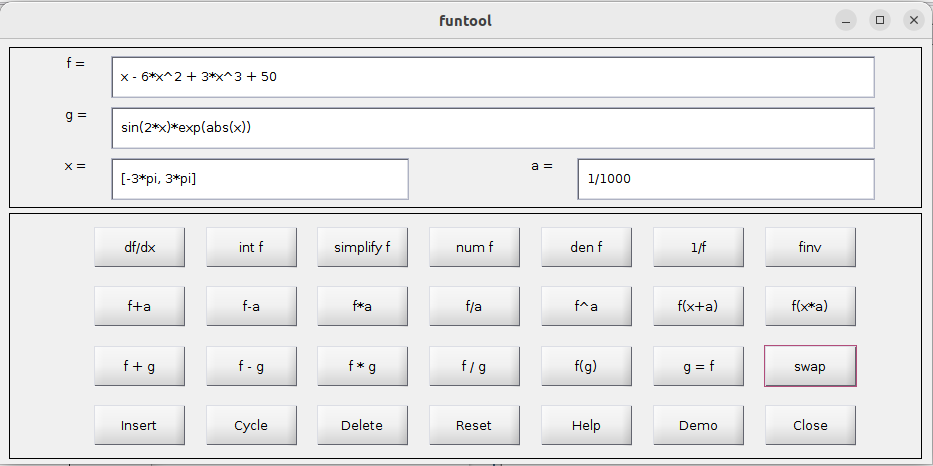 funtool
f = x - 6*x^2 + 3*x^3 + 50
g = sin(2*x)*exp(abs(x))
x = [-3*pi, 3*pi] a = 1/1000
df/dx int f simplify f num f den f 1/f finv
f+a f-a f*a f/a f^a f(x+a) f(x*a)
f + g f - g f * g f / g f(g) g = f swap
Insert Cycle Delete Reset Help Demo Close